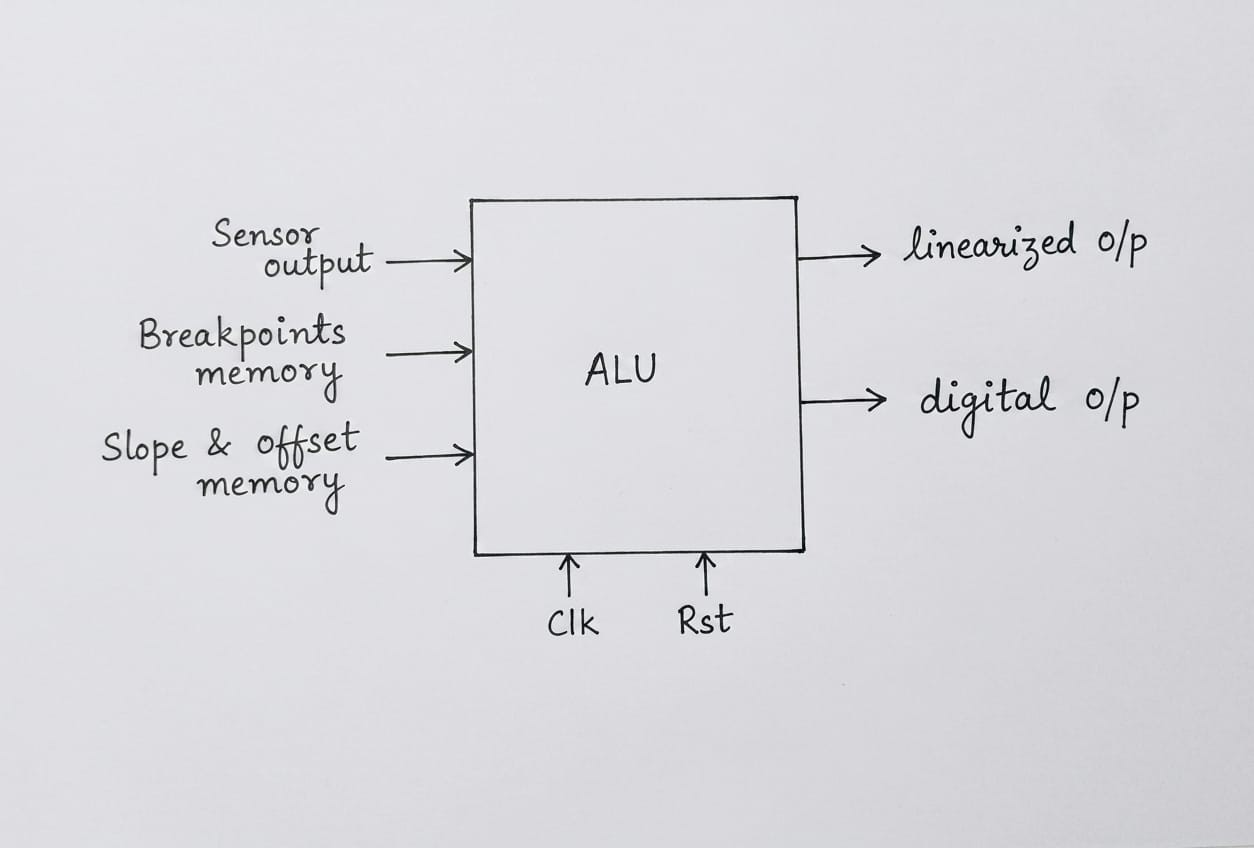 Sensor
output
Breakpoints
memory
Slope & offset
memory
ALU
linearized o/p
digital o/p
Clk
Rst